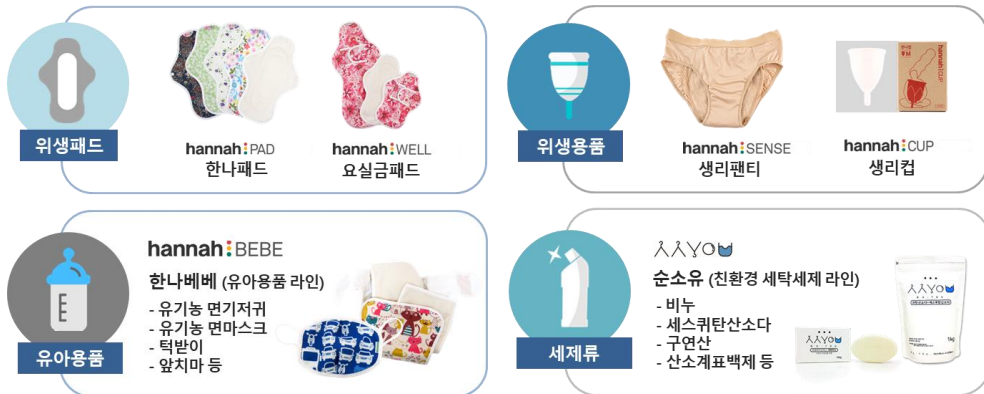 위생패드
hannah:PAD
한나패드
hannah:WELL
요실금패드
위생용품
hannah:SENSE
생리팬티
hannah:CUP
생리컵
hannah
CUP
유아용품
hannah:BEBE
한나베베 (유아용품 라인)
- 유기농 면기저귀
- 유기농 면마스크
- 턱받이
- 앞치마 등
세제류
순소유 (친환경 세탁세제 라인)
- 비누
- 세스퀴탄산소다
- 구연산
- 산소계표백제 등
1kg